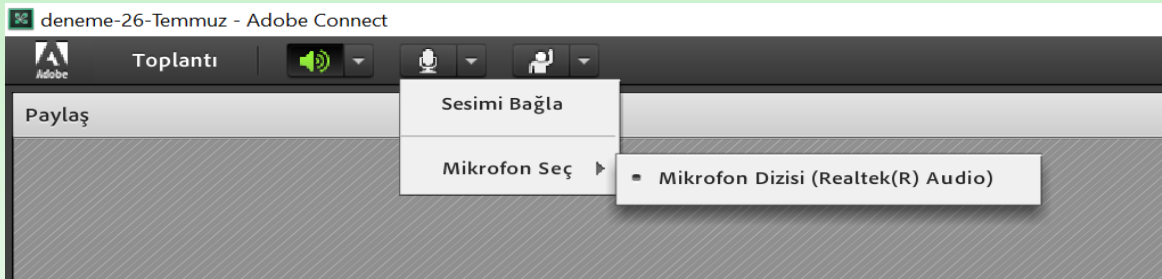 deneme-26-Temmuz - Adobe Connect
Adobe
Toplantı
Sesimi Bağla
Paylaş
Mikrofon Seç
Mikrofon Dizisi (Realtek(R) Audio)